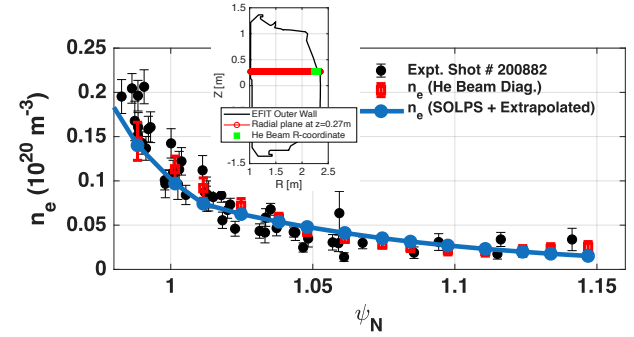 1.5
1
0.5
0
-1.5
Z [m]
1 1.5 2 2.5
R [m]
EFIT Outer Wall
Radial plane at z=0.27m
He Beam R-coordinate
Expt. Shot # 200882
n_e (He Beam Diag.)
n_e (SOLPS + Extrapolated)
0.25
0.2
0.15
0.1
0.05
0
n_e (10^20 m^-3)
1 1.05 1.1 1.15
ψ_N